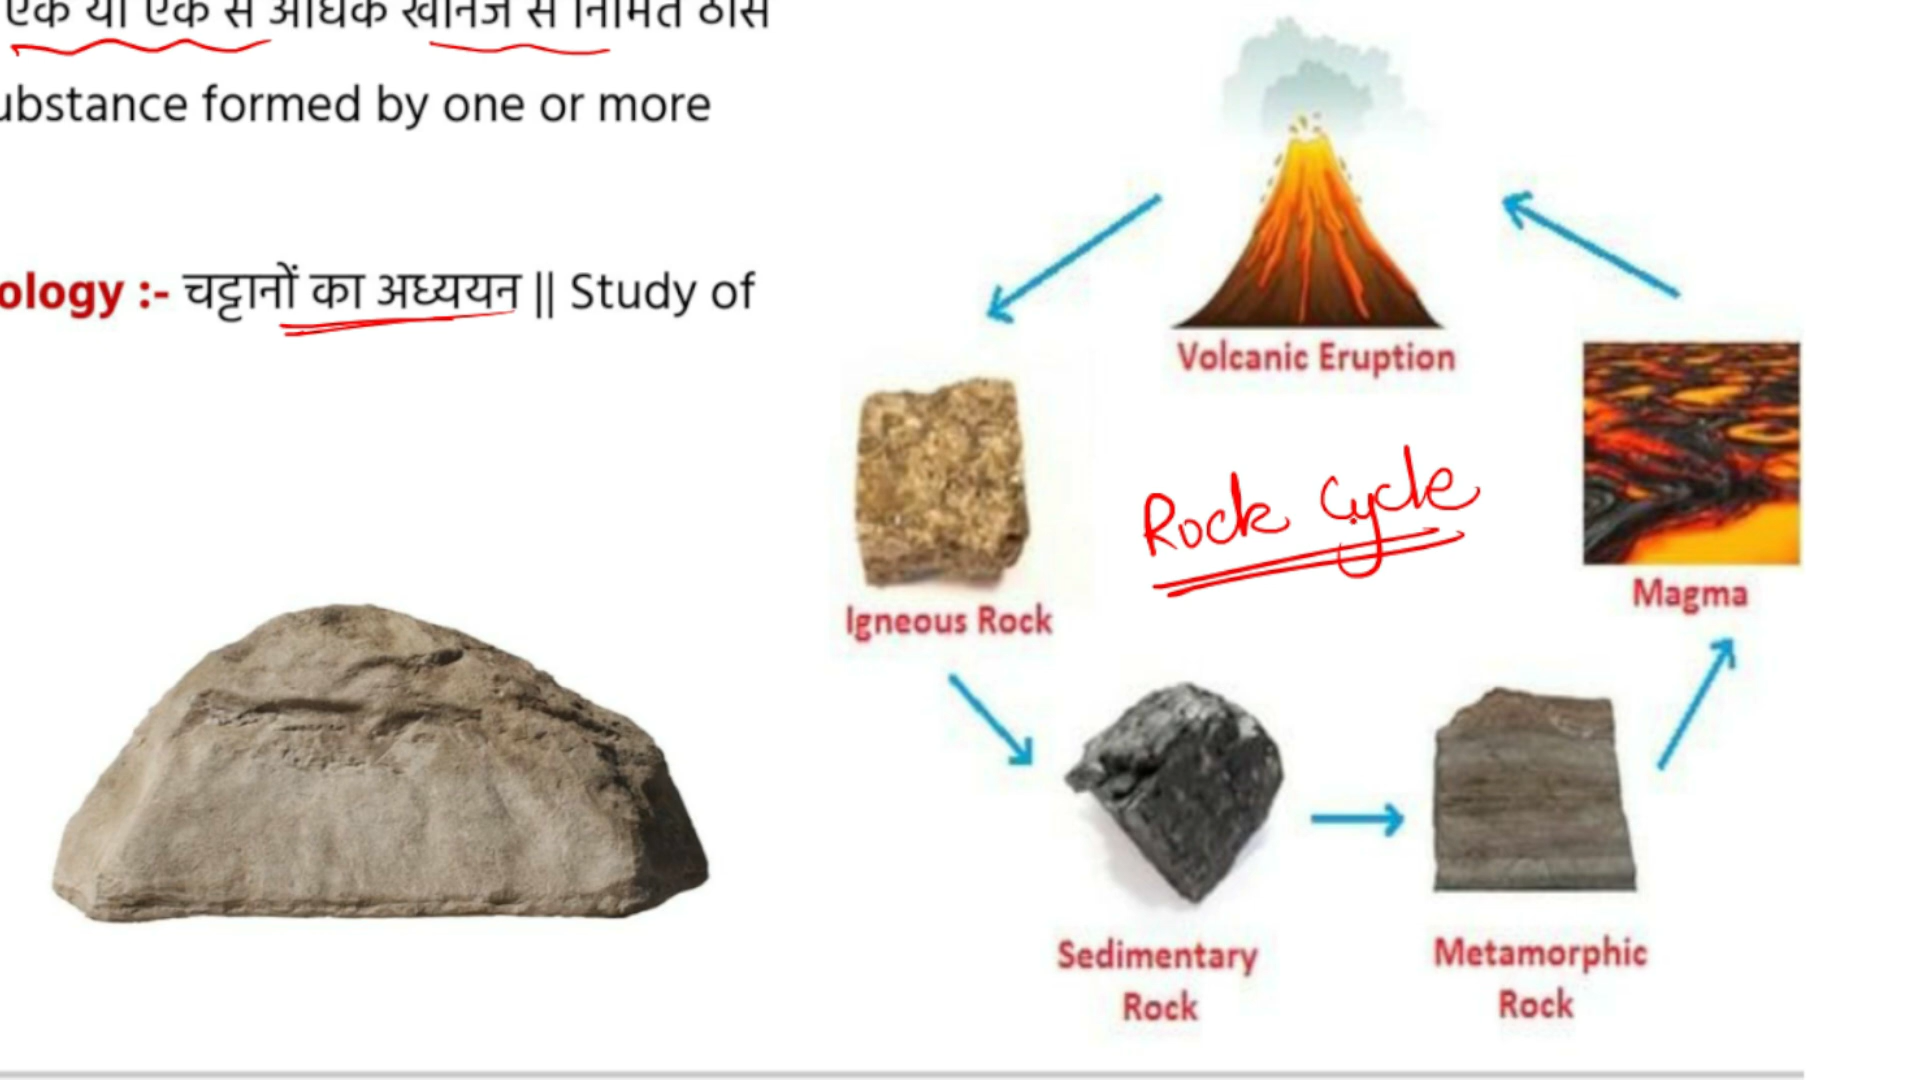 एक या एक से अधिक खनिज से निर्मित ठोस
ubstance formed by one or more
ology :- चट्टानों का अध्ययन || Study of
Volcanic Eruption
Igneous Rock
Rock Cycle
Magma
Sedimentary
Rock
Metamorphic
Rock